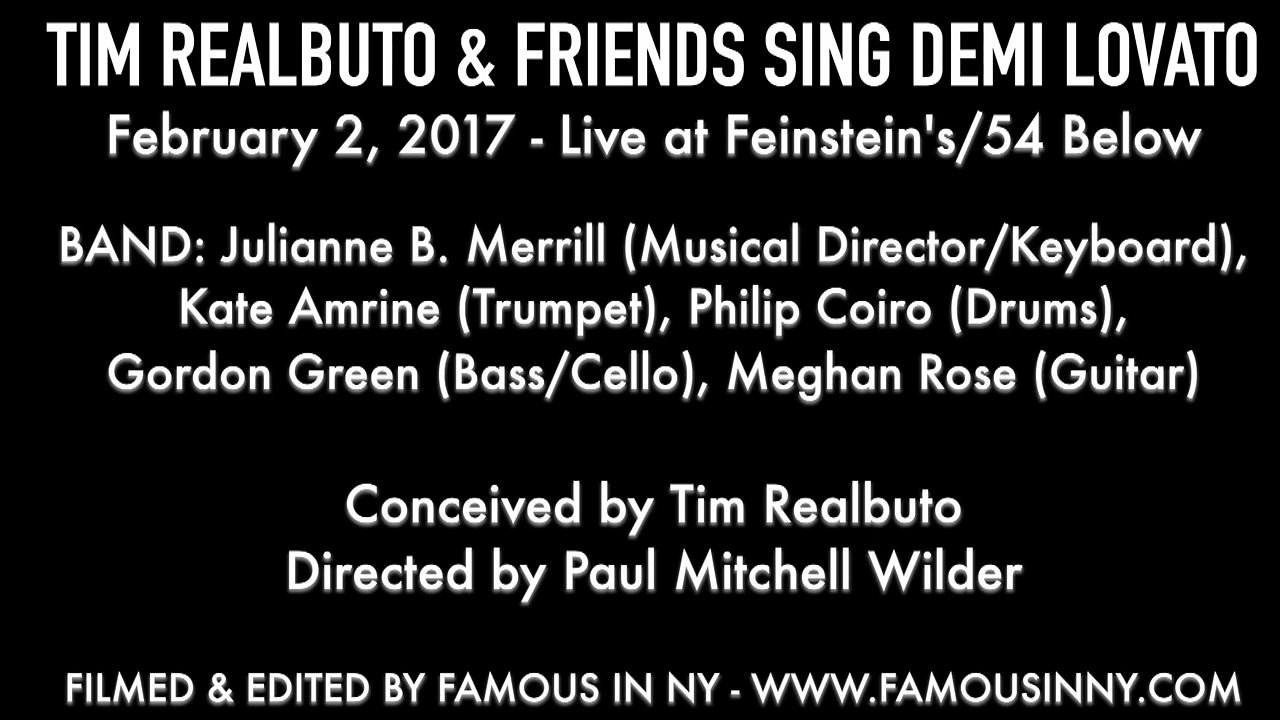 TIM REALBUTO & FRIENDS SING DEMI LOVATO
February 2, 2017 - Live at Feinstein's/54 Below
BAND: Julianne B. Merrill (Musical Director/Keyboard),
Kate Amrine (Trumpet), Philip Coiro (Drums),
Gordon Green (Bass/Cello), Meghan Rose (Guitar)
Conceived by Tim Realbuto
Directed by Paul Mitchell Wilder
FILMED & EDITED BY FAMOUS IN NY - WWW.FAMOUSINNY.COM